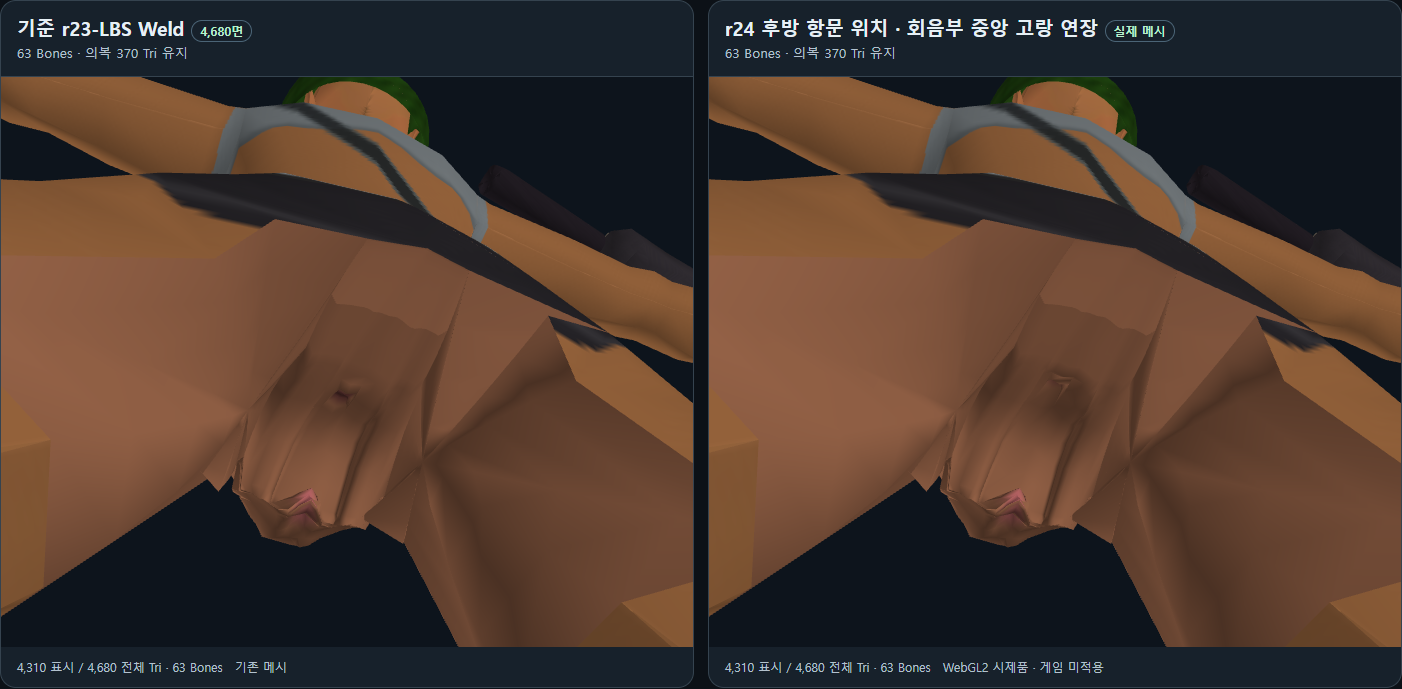 기준 r23-LBS Weld 4,680면
63 Bones · 의복 370 Tri 유지
r24 후방 항문 위치 · 회음부 중앙 고랑 연장 실제 메시
63 Bones · 의복 370 Tri 유지
4,310 표시 / 4,680 전체 Tri · 63 Bones 기존 메시
4,310 표시 / 4,680 전체 Tri · 63 Bones WebGL2 시제품 · 게임 미적용